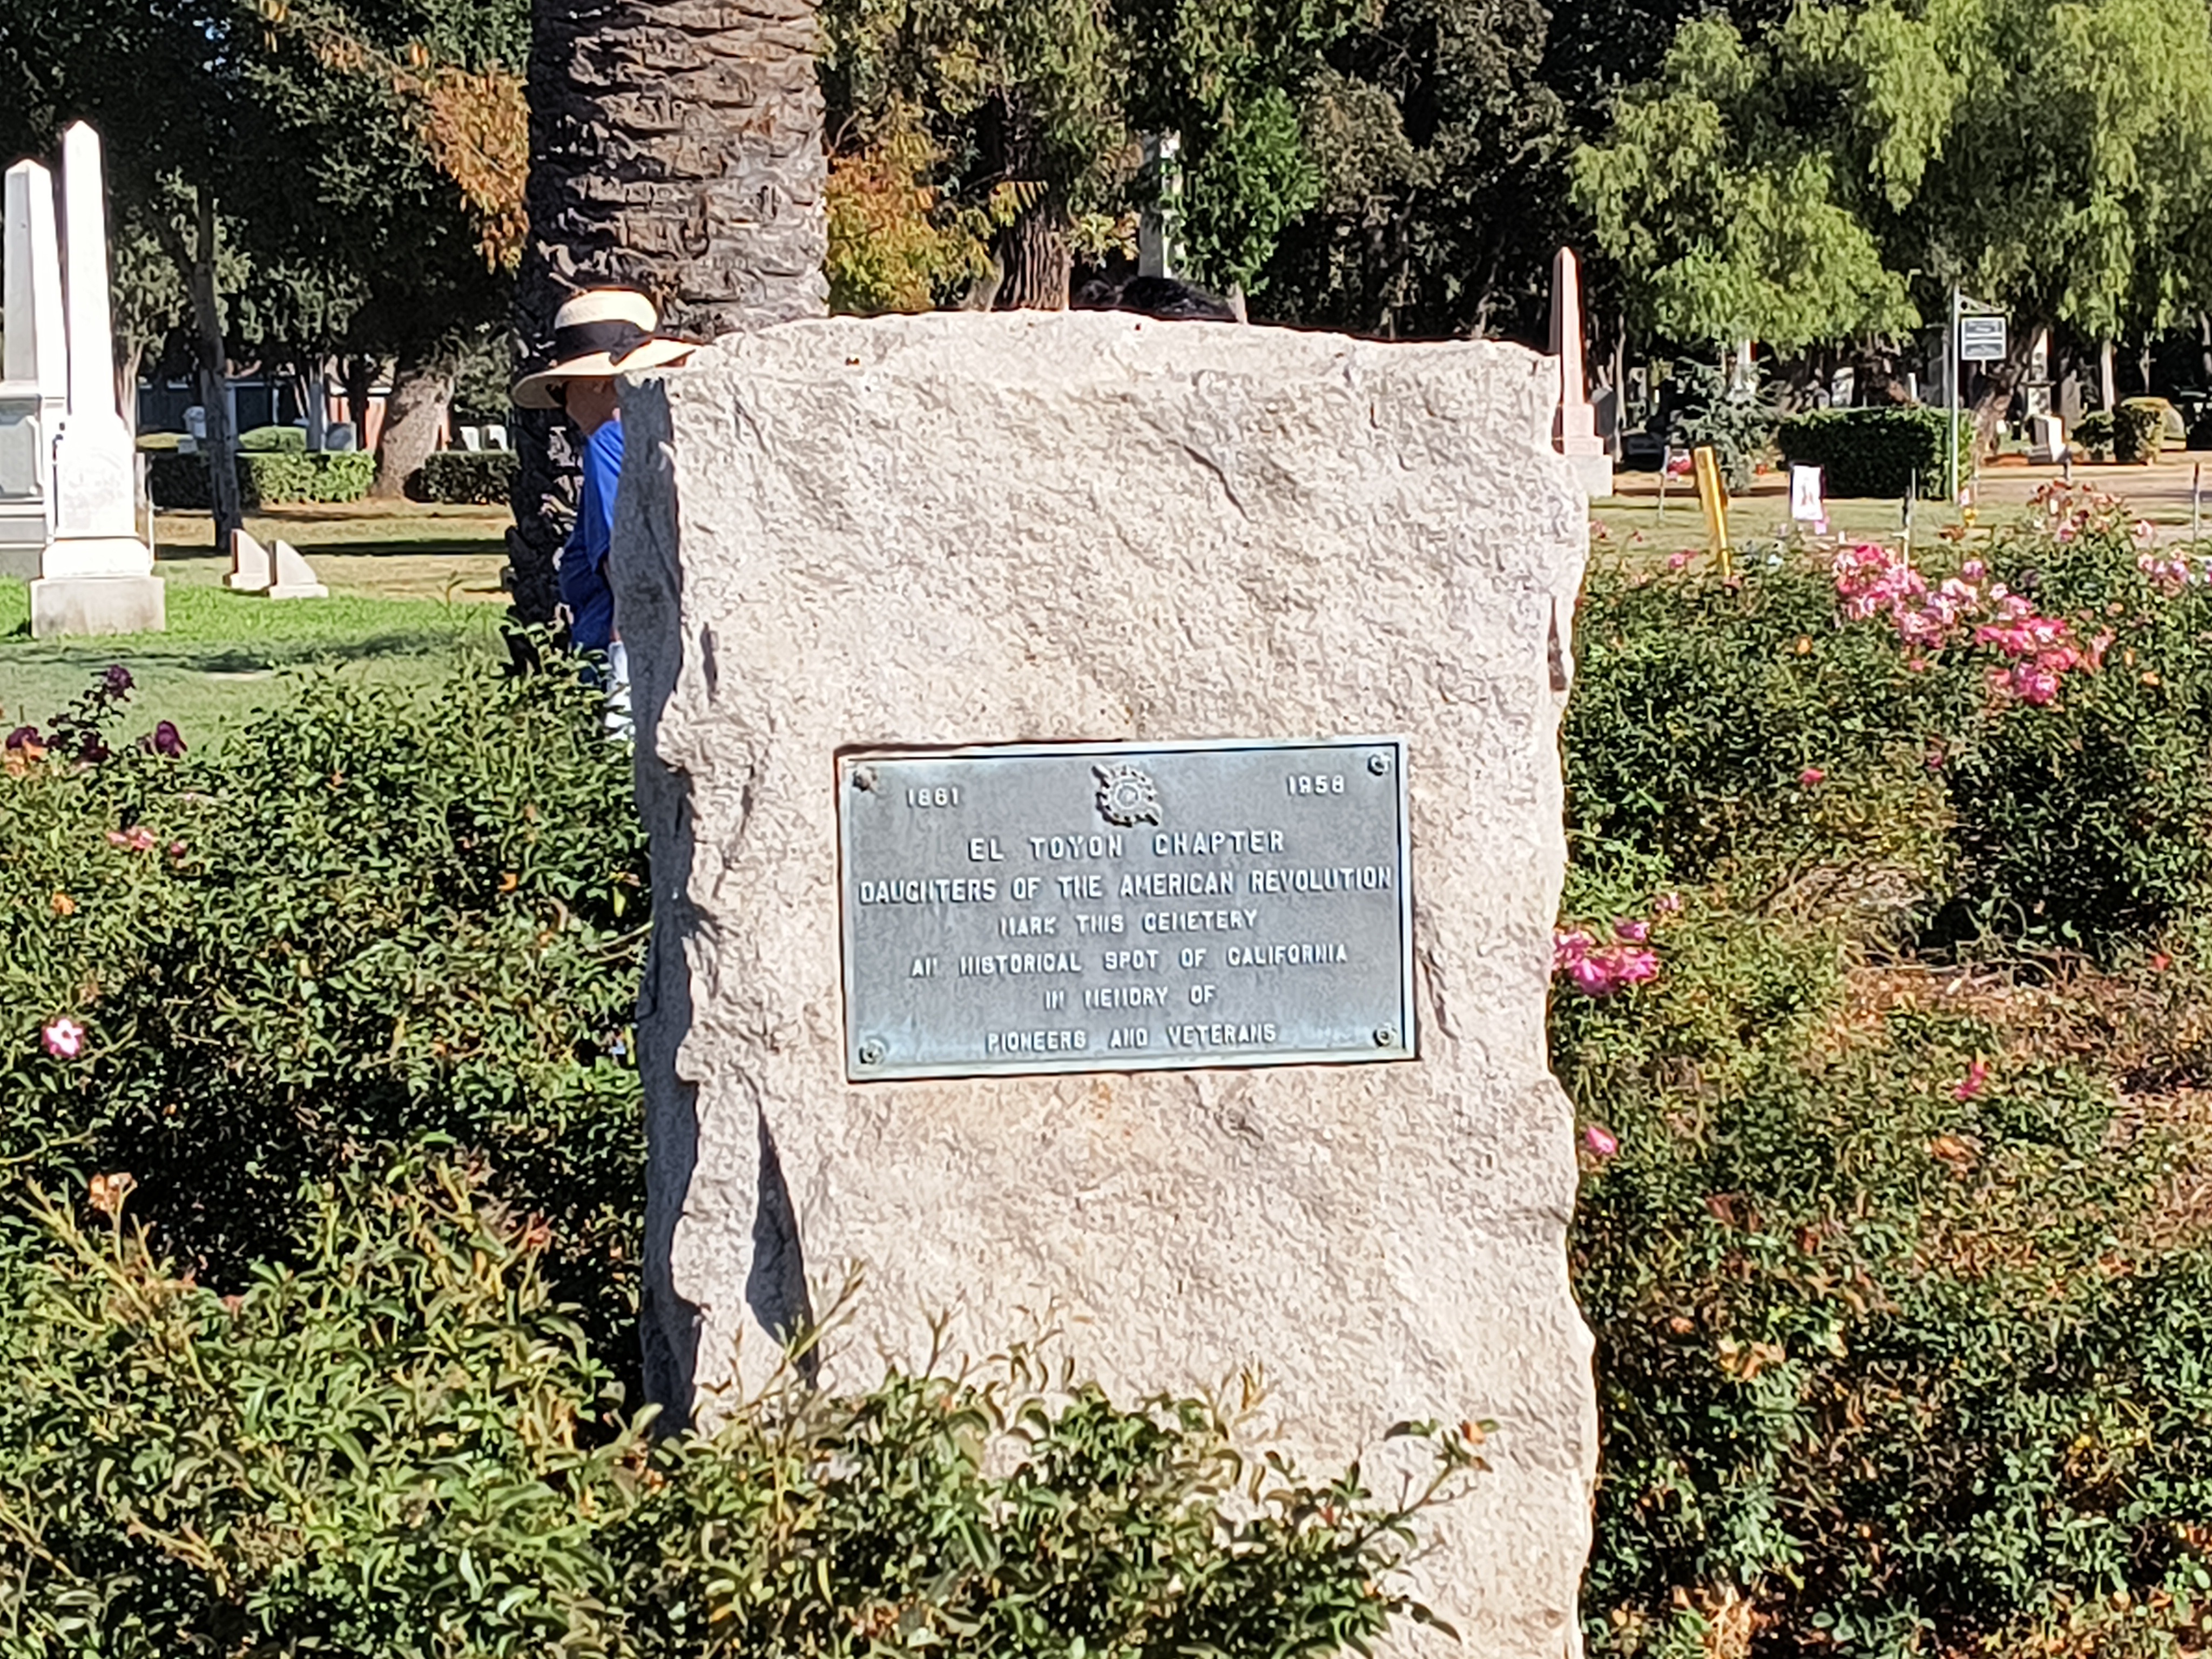 1861 1958
EL TOYON CHAPTER
DAUGHTERS OF THE AMERICAN REVOLUTION
MARK THIS CEMETERY
AN HISTORICAL SPOT OF CALIFORNIA
IN MEMORY OF
PIONEERS AND VETERANS